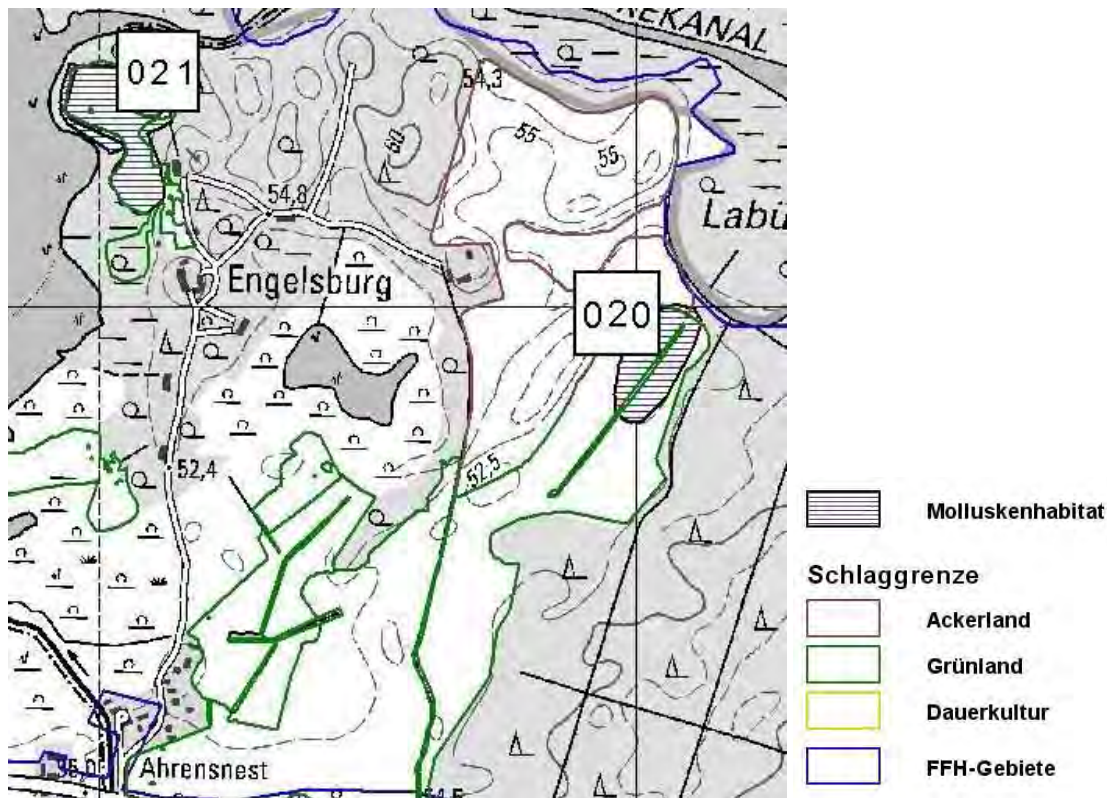 REKANAL
021
54,3
55
55
60
54,8
Labü
Engelsburg
020
52,5
52,4
Ahrensnest
Molluskenhabitat
Schlaggrenze
Ackerland
Grünland
Dauerkultur
FFH-Gebiete